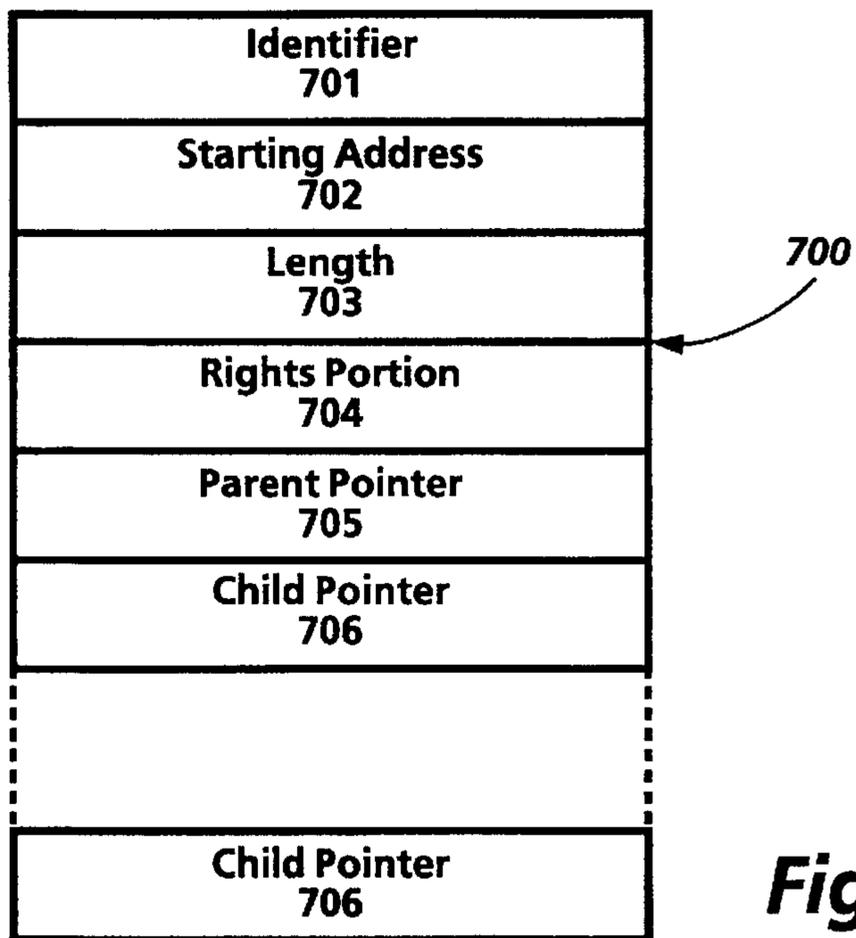 Identifier
701
Starting Address
702
Length
703
700
Rights Portion
704
Parent Pointer
705
Child Pointer
706
Child Pointer
706
Fig